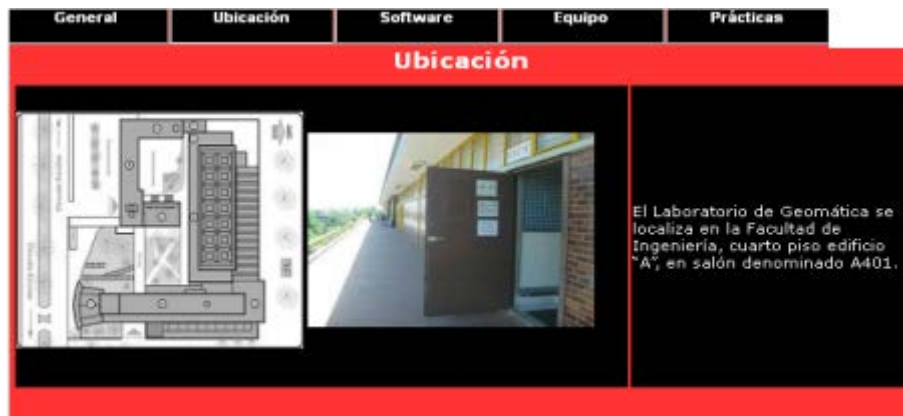 General
Ubicación
Software
Equipo
Prácticas
Ubicación
El Laboratorio de Geomática se
localiza en la Facultad de
Ingeniería, cuarto piso edificio
“A”, en salón denominado A401.